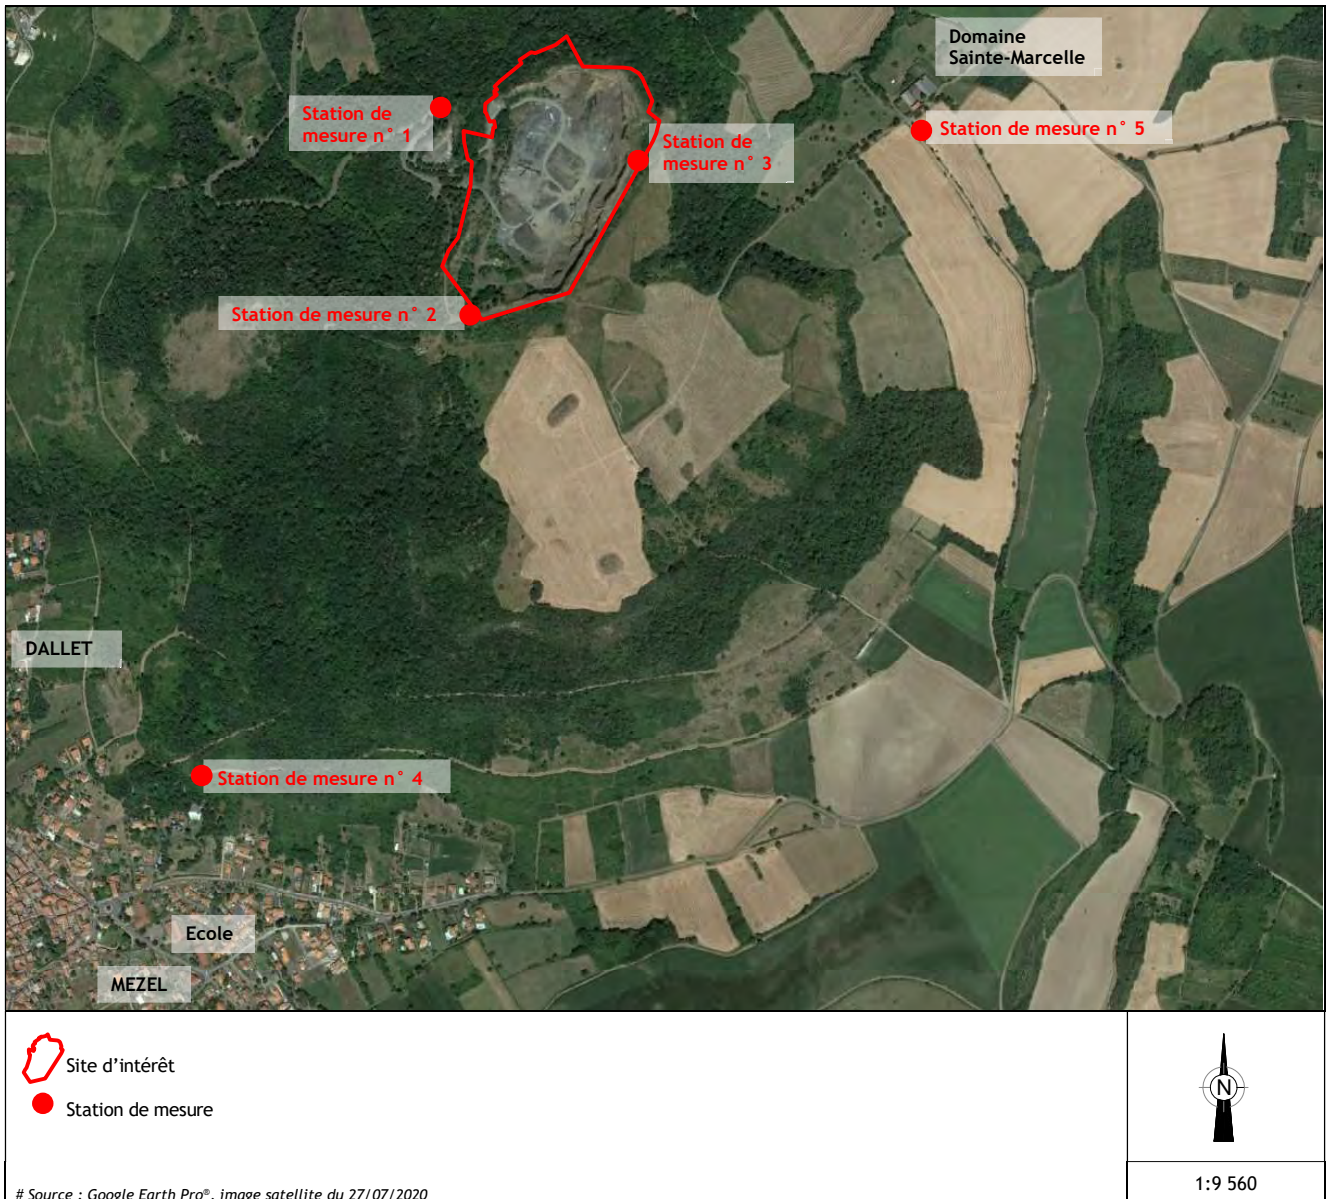 Domaine
Sainte-Marcelle
Station de
mesure n° 1
Station de mesure n° 5
Station de
mesure n° 3
Station de mesure n° 2
DALLET
Station de mesure n° 4
Ecole
MEZEL
Site d'intérêt
Station de mesure
N
1:9 560
# Source : Google Earth Pro®, image satellite du 27/07/2020